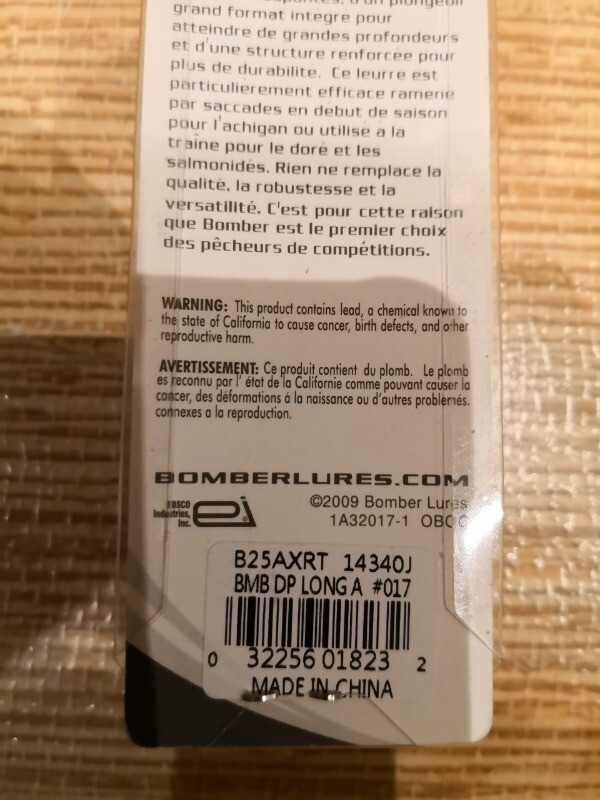 grand format integre pour
atteindre de grandes profondeurs
et d'une structure renforcee pour
plus de durabilite. Ce leurre est
particulierement efficace ramene
par saccades en début de saison
pour l'achigan ou utilise a la
traîne pour le doré et les
salmonidés. Rien ne remplace la
qualité, la robustesse et la
versatilité. C'est pour cette raison
que Bomber est le premier choix
des pêcheurs de compétitions.
WARNING: This product contains lead, a chemical known to
the state of California to cause cancer, birth defects, and other
reproductive harm.
AVERTISSEMENT: Ce produit contient du plomb. Le plomb
es reconnu par l' état de la Californie comme pouvant causer la
cancer, des déformations á la naissance ou d'autres problemés.
connexes a la reproduction.
BOMBERLURES.COM
EBSCO
Industries,
Inc.
ei
©2009 Bomber Lures
1A32017-1
B25AXRT 14340J
BMB DP LONG A #017
0 32256 01823 2
MADE IN CHINA